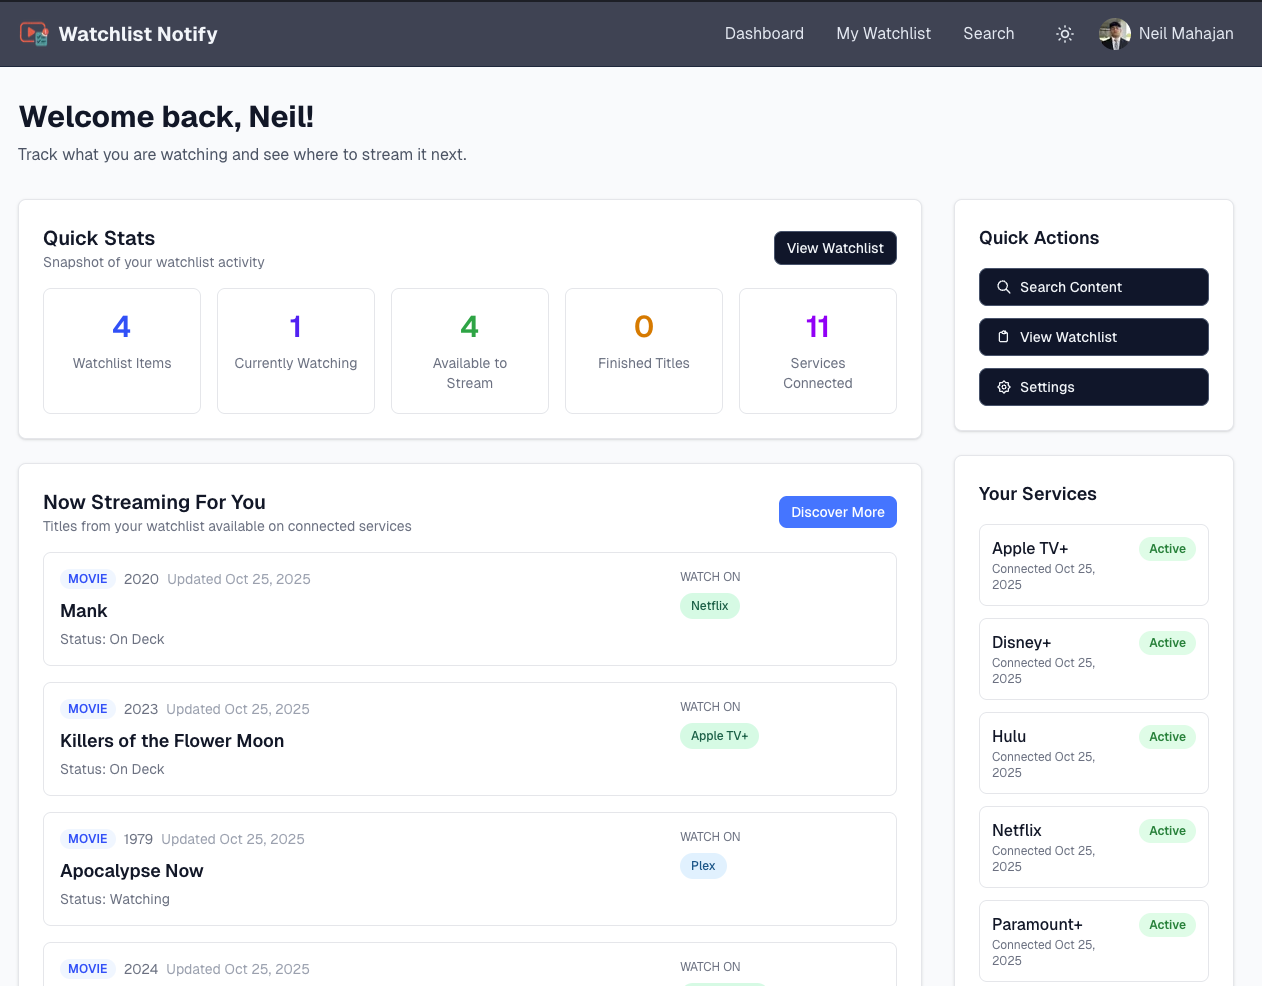 Watchlist Notify
Dashboard
My Watchlist
Search
Neil Mahajan
Welcome back, Neil!
Track what you are watching and see where to stream it next.
Quick Stats
Snapshot of your watchlist activity
View Watchlist
4
Watchlist Items
1
Currently Watching
4
Available to
Stream
0
Finished Titles
11
Services
Connected
Now Streaming For You
Titles from your watchlist available on connected services
Discover More
MOVIE 2020 Updated Oct 25, 2025
Mank
Status: On Deck
WATCH ON
Netflix
MOVIE 2023 Updated Oct 25, 2025
Killers of the Flower Moon
Status: On Deck
WATCH ON
Apple TV+
MOVIE 1979 Updated Oct 25, 2025
Apocalypse Now
Status: Watching
WATCH ON
Plex
MOVIE 2024 Updated Oct 25, 2025
WATCH ON
Quick Actions
Search Content
View Watchlist
Settings
Your Services
Apple TV+
Active
Connected Oct 25,
2025
Disney+
Active
Connected Oct 25,
2025
Hulu
Active
Connected Oct 25,
2025
Netflix
Active
Connected Oct 25,
2025
Paramount+
Active
Connected Oct 25,
2025